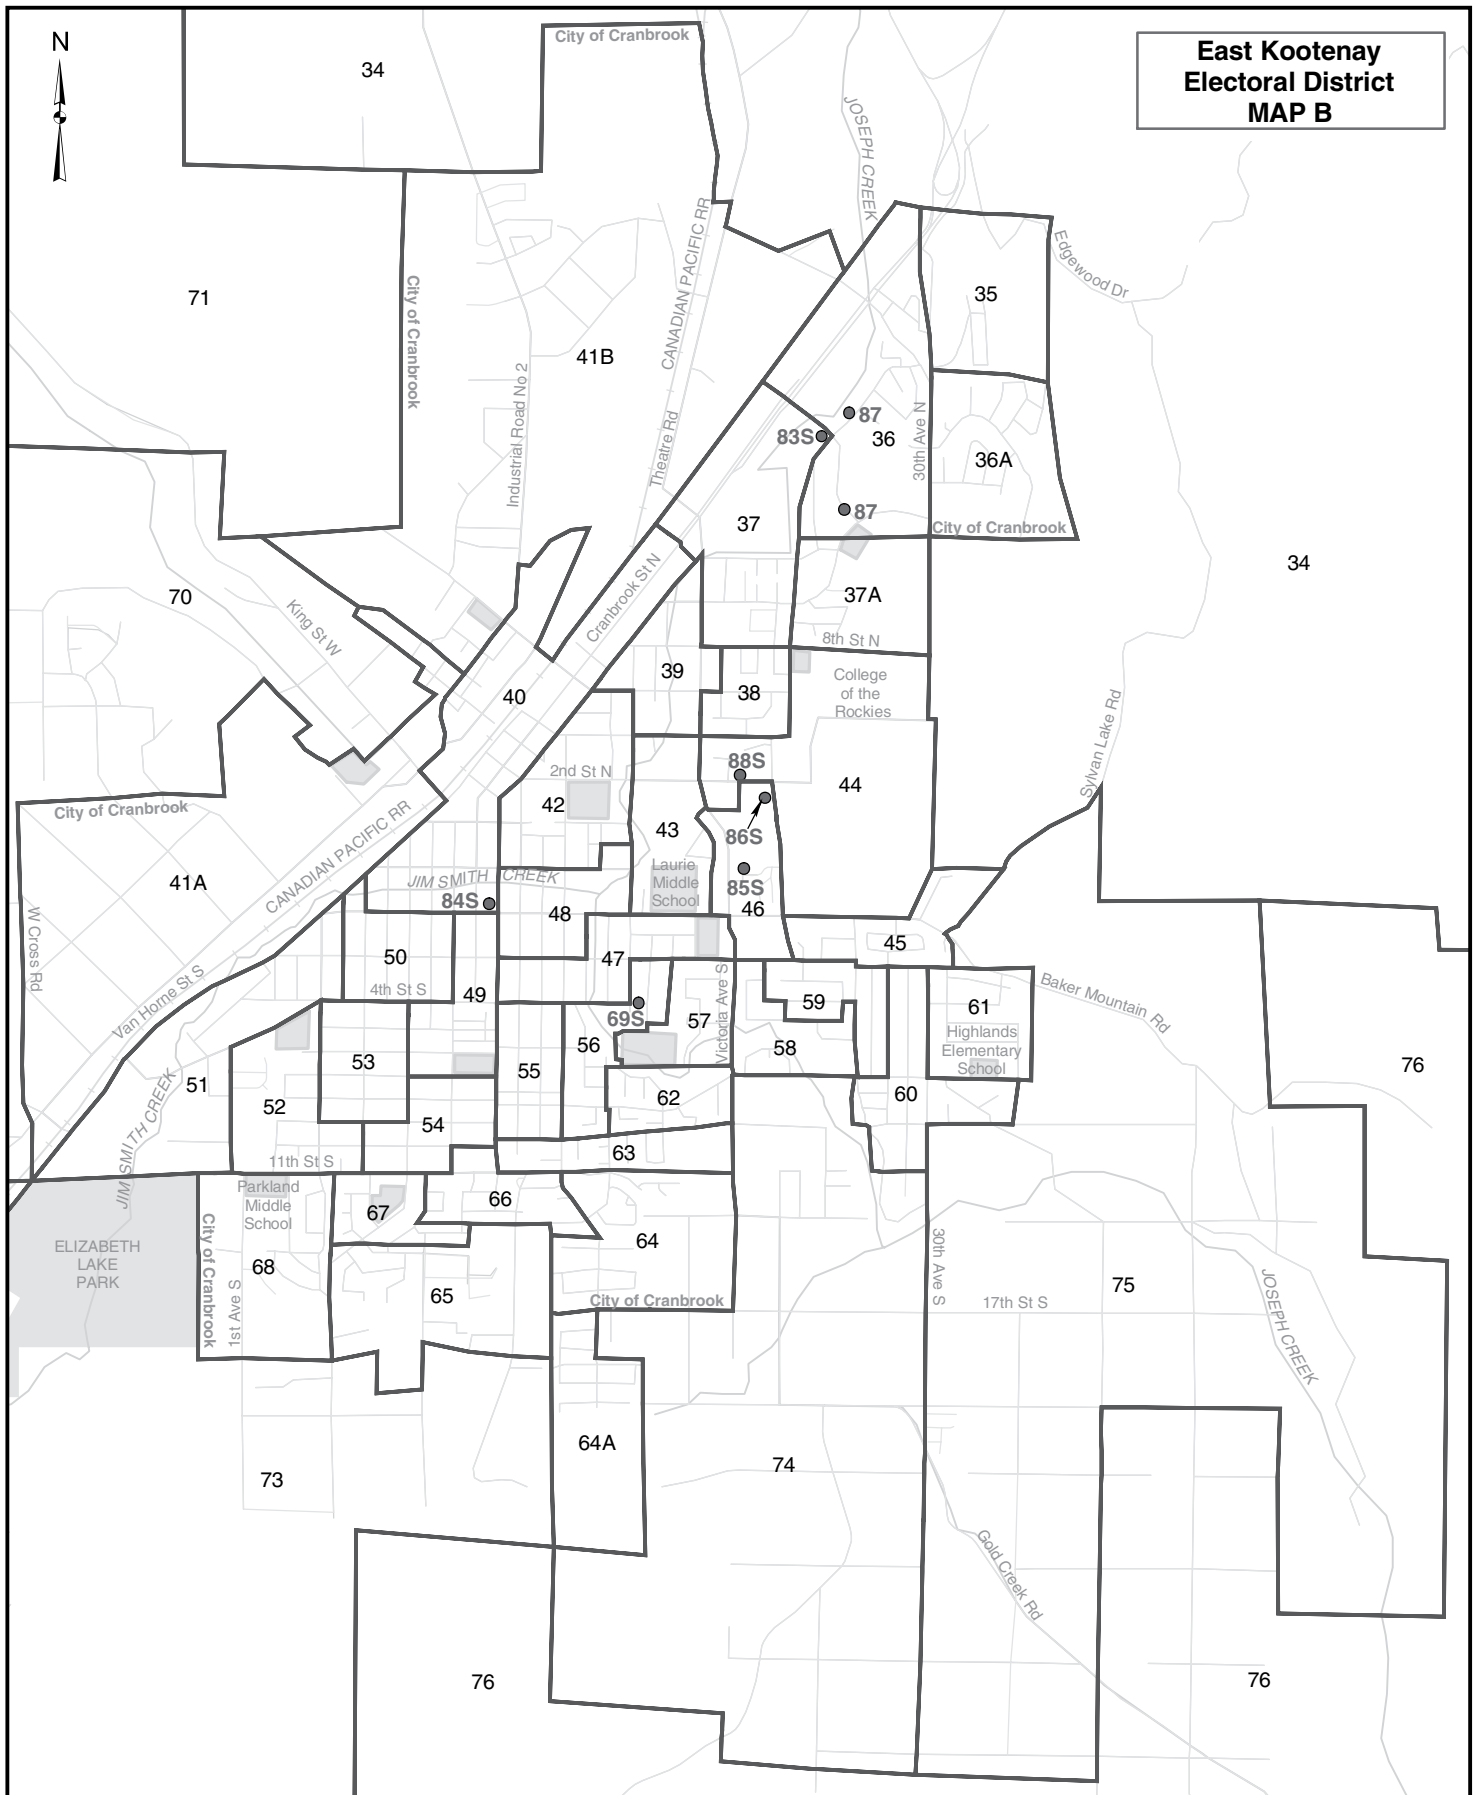 City of Cranbrook
N
East Kootenay
Electoral District
MAP B
34
JOSEPH CREEK
CANADIAN PACIFIC RR
Edgewood Dr
71
City of Cranbrook
35
41B
Industrial Road No 2
Theatre Rd
87
83S
36
30th Ave N
36A
87
37
City of Cranbrook
34
Cranbrook St N
70
King St W
37A
8th St N
39
38
College
of the
Rockies
40
Sylvan Lake Rd
88S
2nd St N
42
44
City of Cranbrook
43
86S
CANADIAN PACIFIC RR
41A
JIM SMITH CREEK
Laurie
Middle
School
85S
84S
46
48
W Cross Rd
45
50
47
4th St S
49
Van Horne St S
Victoria Ave S
59
61
Baker Mountain Rd
69S
57
Highlands
Elementary
School
56
58
53
55
76
51
JIM SMITH CREEK
52
62
60
54
63
11th St S
Parkland
Middle
School
66
67
City of Cranbrook
ELIZABETH
LAKE
PARK
64
30th Ave S
68
75
JOSEPH CREEK
1st Ave S
65
City of Cranbrook
17th St S
64A
74
73
Gold Creek Rd
76
76